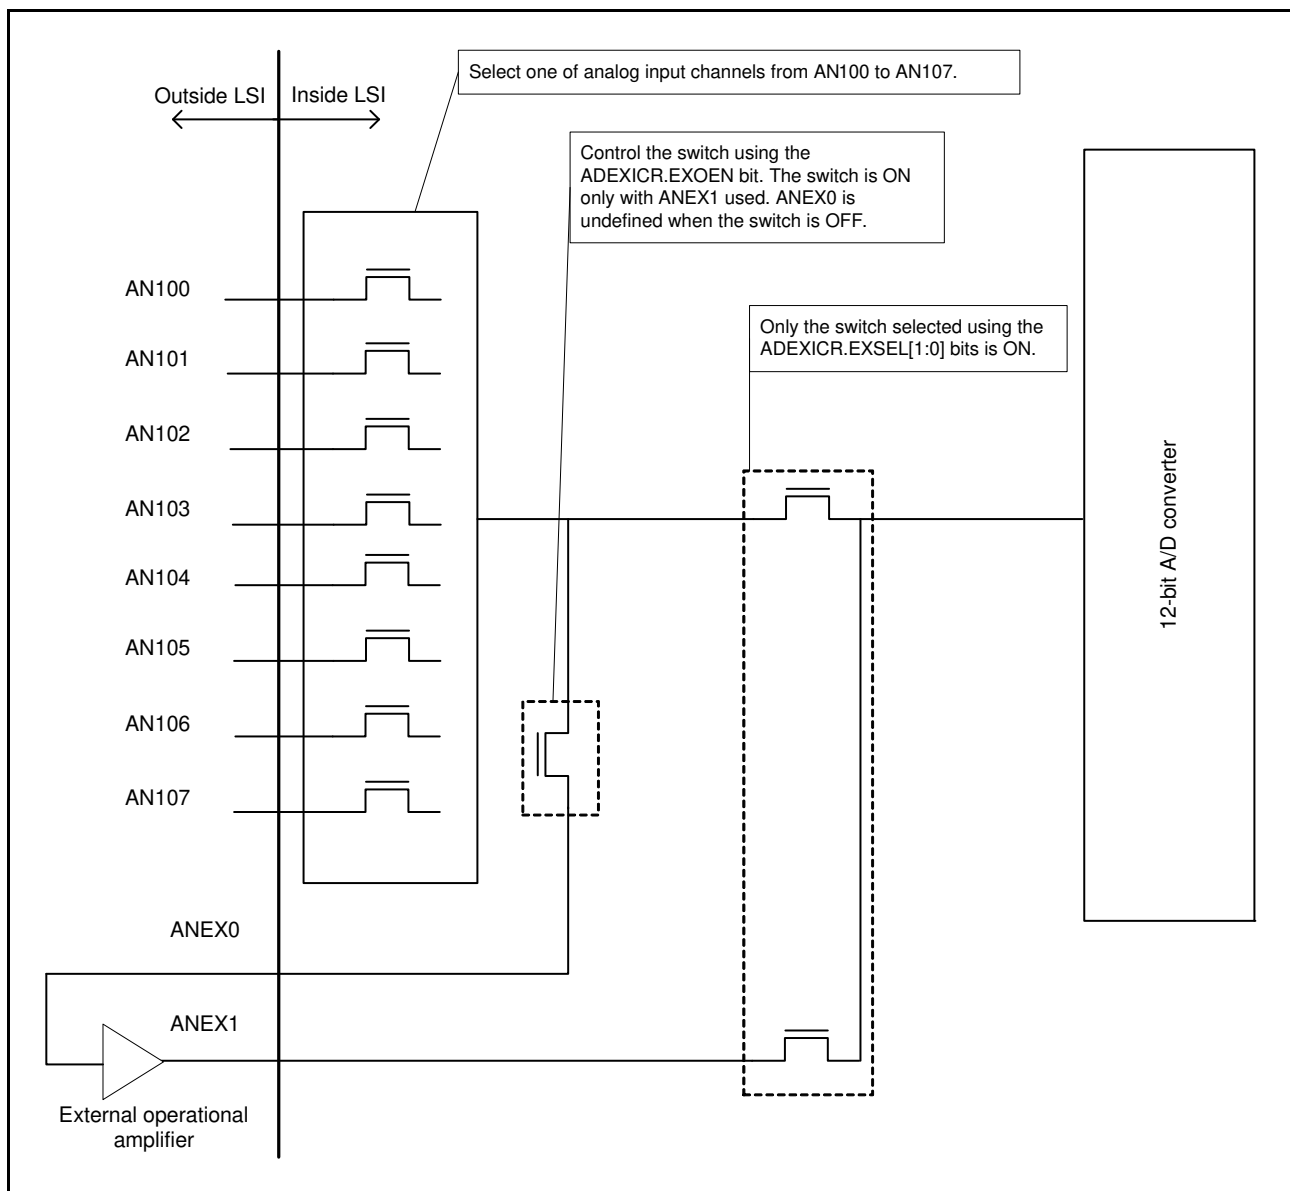 Select one of analog input channels from AN100 to AN107.
Outside LSI
Inside LSI
Control the switch using the
ADEXICR.EXOEN bit. The switch is ON
only with ANEX1 used. ANEX0 is
undefined when the switch is OFF.
AN100
Only the switch selected using the
ADEXICR.EXSEL[1:0] bits is ON.
AN101
AN102
AN103
AN104
AN105
AN106
AN107
12-bit A/D converter
ANEX0
ANEX1
External operational
amplifier